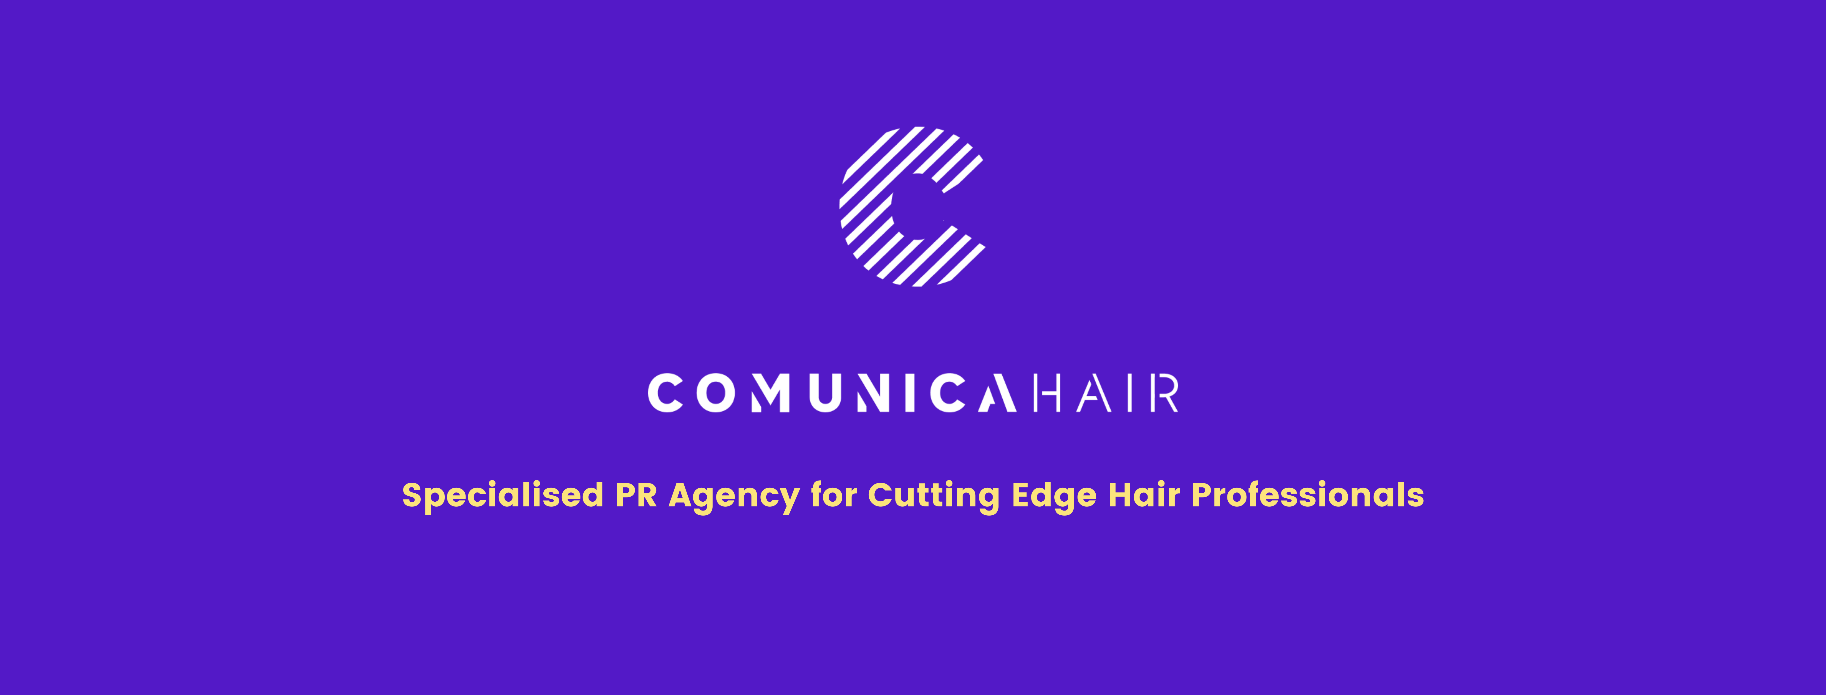 C
COMUNICAHAIR
Specialised PR Agency for Cutting Edge Hair Professionals